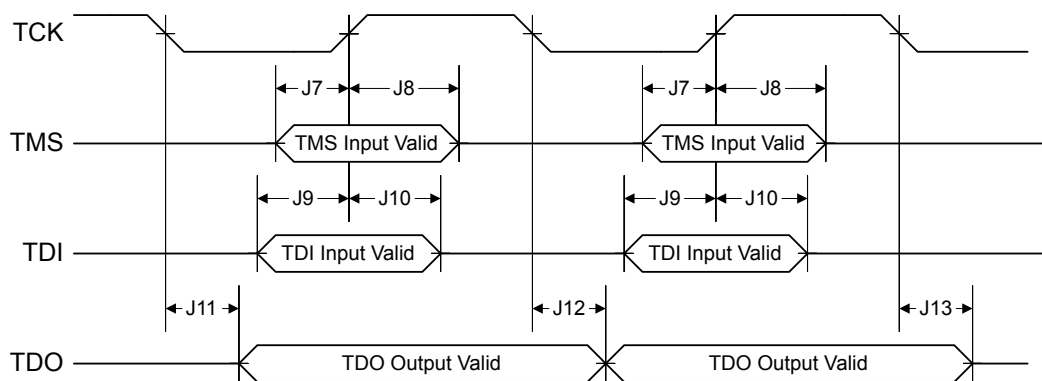 TCK
J7 J8 J7 J8
TMS TMS Input Valid TMS Input Valid
J9 J10 J9 J10
TDI TDI Input Valid TDI Input Valid
J11 J12 J13
TDO TDO Output Valid TDO Output Valid